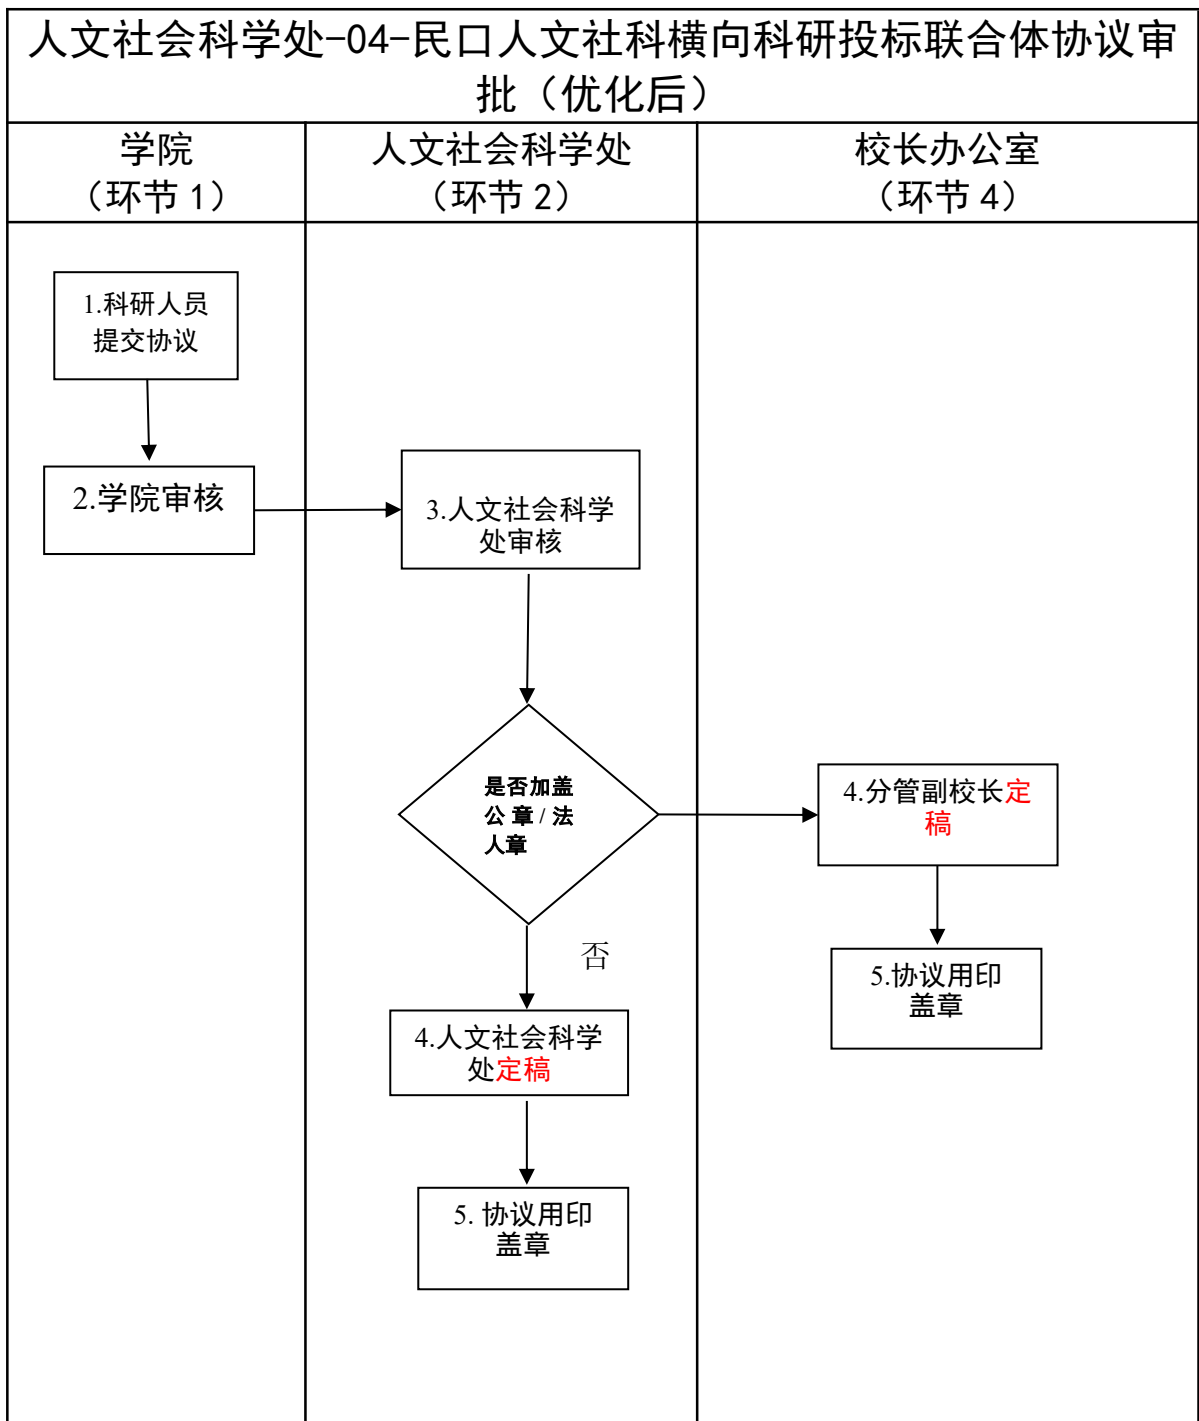 人文社会科学处-04-民口人文社科横向科研投标联合体协议审
批（优化后）
学院
（环节 1）
人文社会科学处
（环节 2）
校长办公室
（环节 4）
1.科研人员
提交协议
2.学院审核
3.人文社会科学
处审核
是否加盖
公 章 / 法
人章
4.分管副校长定
稿
否
5.协议用印
盖章
4.人文社会科学
处定稿
5. 协议用印
盖章